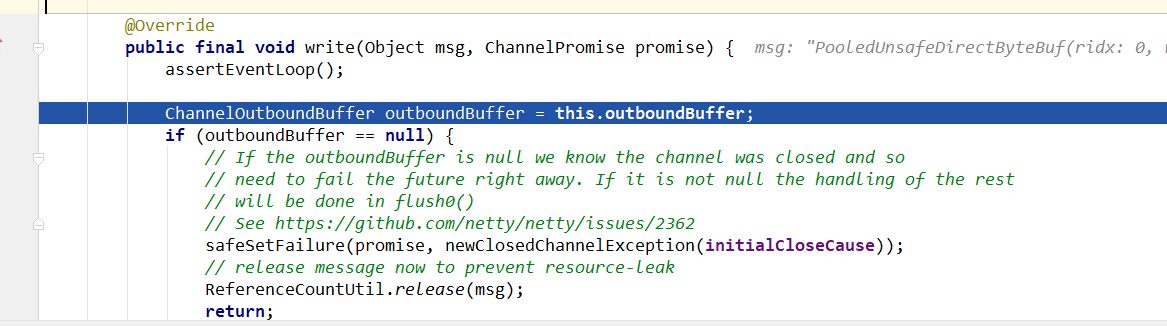 @Override
public final void write(Object msg, ChannelPromise promise) {  msg: "PooledUnsafeDirectByteBuf(ridx: 0,
assertEventLoop();
ChannelOutboundBuffer outboundBuffer = this.outboundBuffer;
if (outboundBuffer == null) {
// If the outboundBuffer is null we know the channel was closed and so
// need to fail the future right away. If it is not null the handling of the rest
// will be done in flush0()
// See https://github.com/netty/netty/issues/2362
safeSetFailure(promise, newClosedChannelException(initialCloseCause));
// release message now to prevent resource-leak
ReferenceCountUtil.release(msg);
return;